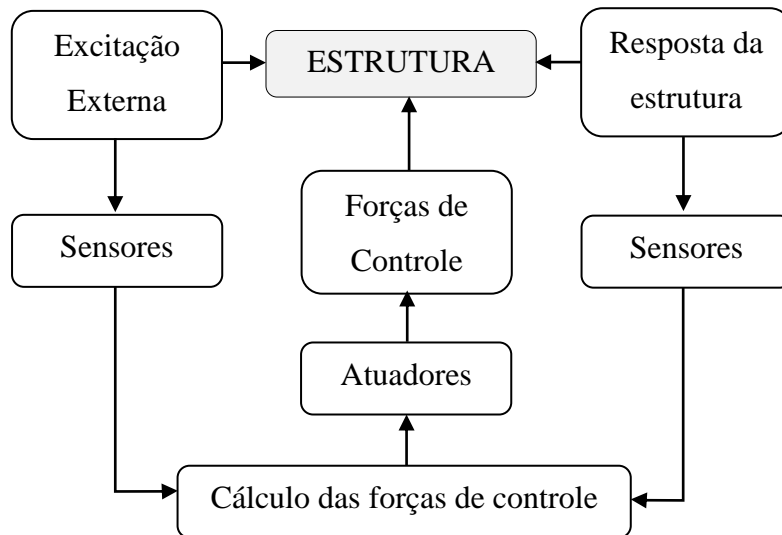 Excitação
Externa
ESTRUTURA
Resposta da
estrutura
Sensores
Forças de
Controle
Sensores
Atuadores
Cálculo das forças de controle